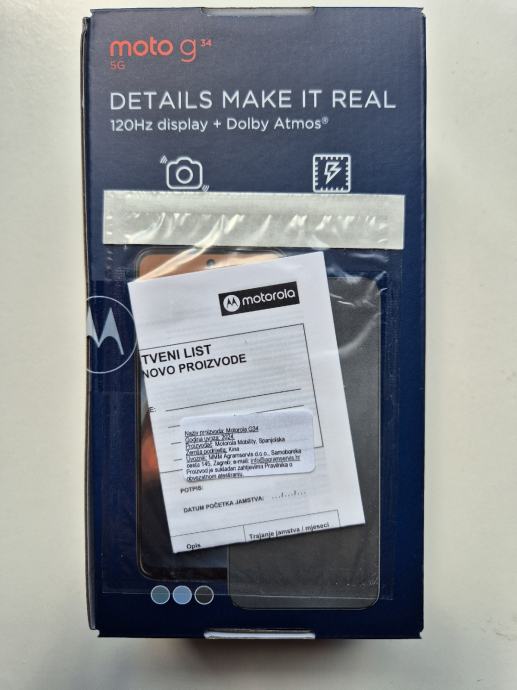 moto g 34
5G
DETAILS MAKE IT REAL
120Hz display + Dolby Atmos®
motorola
TVENI LIST
NOVO PROIZVODE
E:
Naziv proizvoda: Motorola G34
Godina uvoza: 2024.
Proizvođač: Motorola Mobility, Španjolska
Zemlja podrijetla: Kina
Uvoznik: MMM Agramservis d.o.o., Samoborska
cesta 145, Zagreb; e-mail: info@agramservis.hr
Proizvod je sukladan zahtjevima Pravilnika o
obveznom atestiranju.
POTPIS:
DATUM POČETKA JAMSTVA:
Opis
Trajanje jamstva / mjeseci